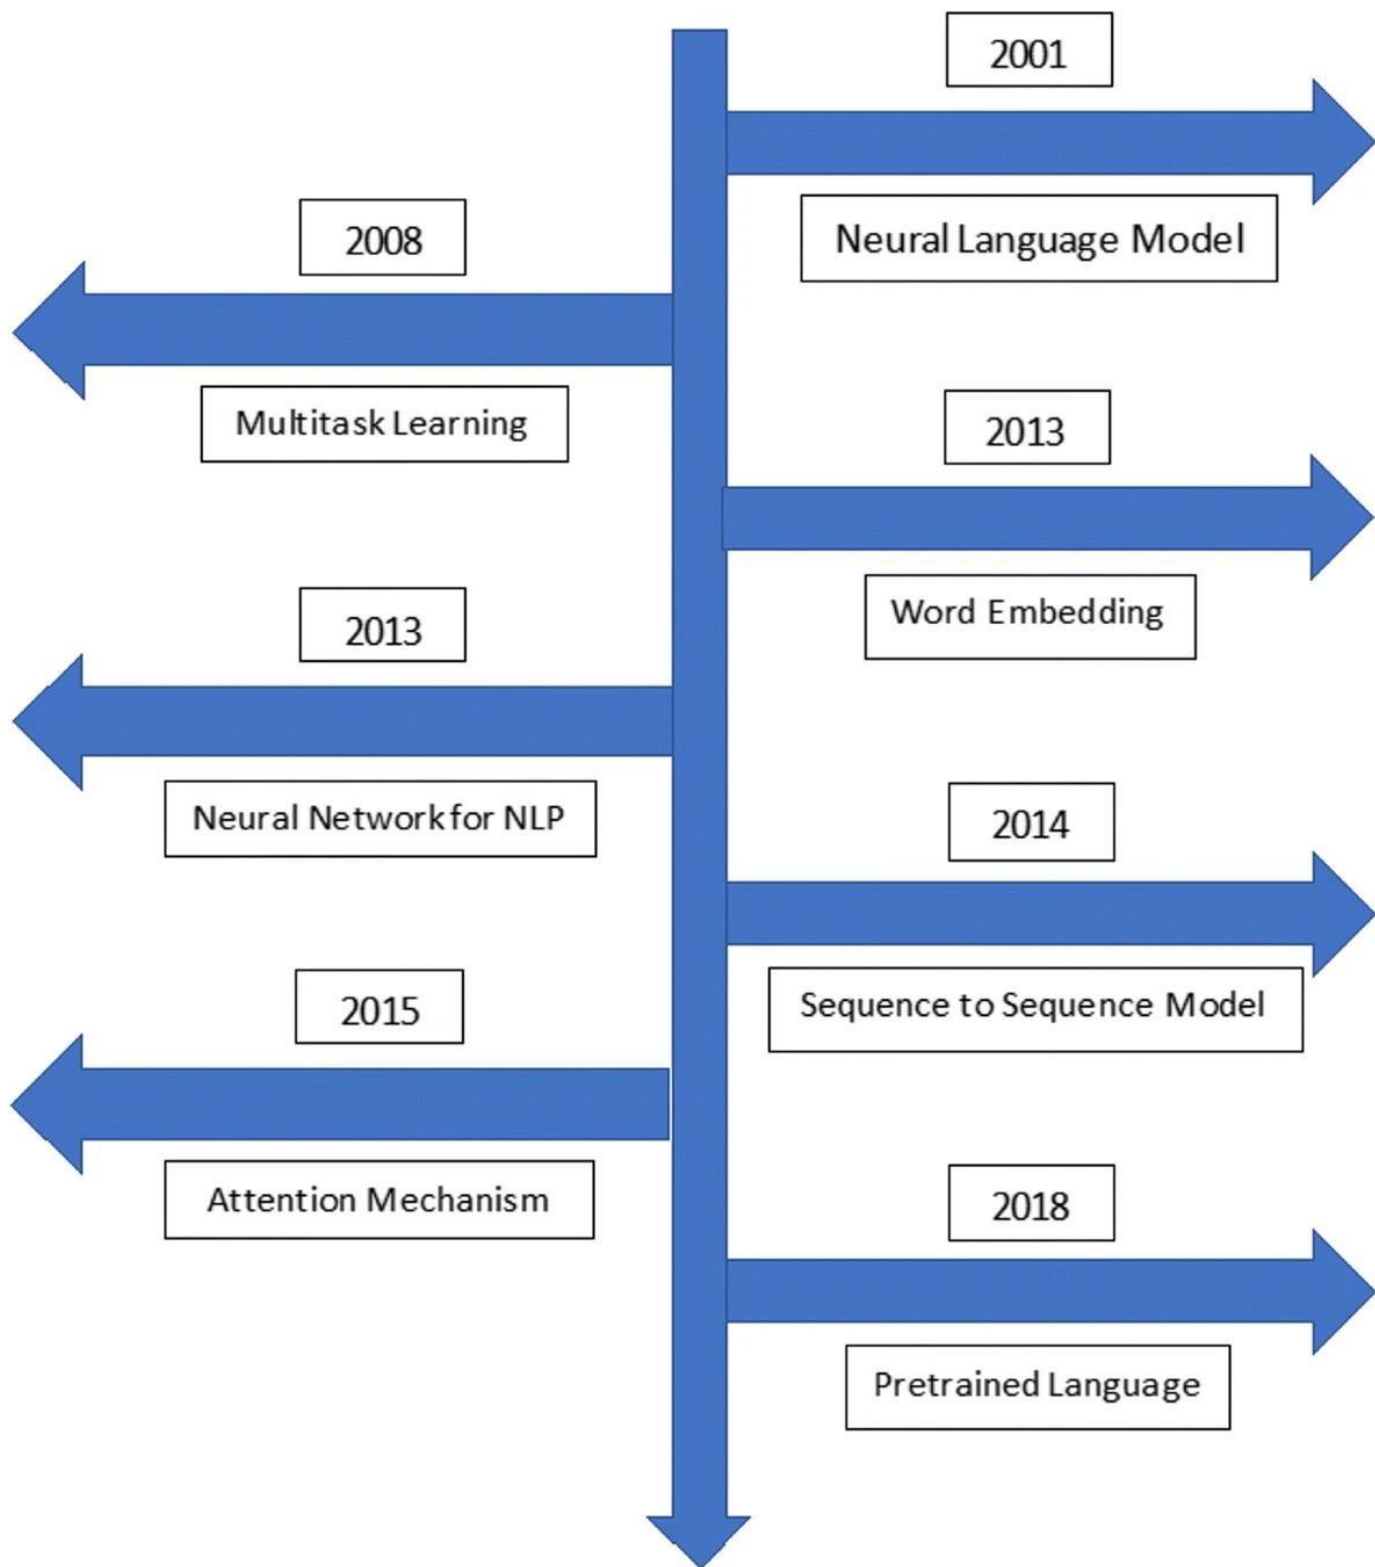 2001
Neural Language Model
2008
Multitask Learning
2013
Word Embedding
2013
Neural Network for NLP
2014
Sequence to Sequence Model
2015
Attention Mechanism
2018
Pretrained Language